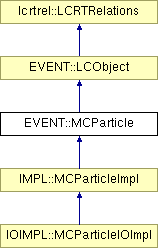 lcrtrel::LCRTRelations
EVENT::LCObject
EVENT::MCParticle
IMPL::MCParticleImpl
IOIMPL::MCParticleIOImpl